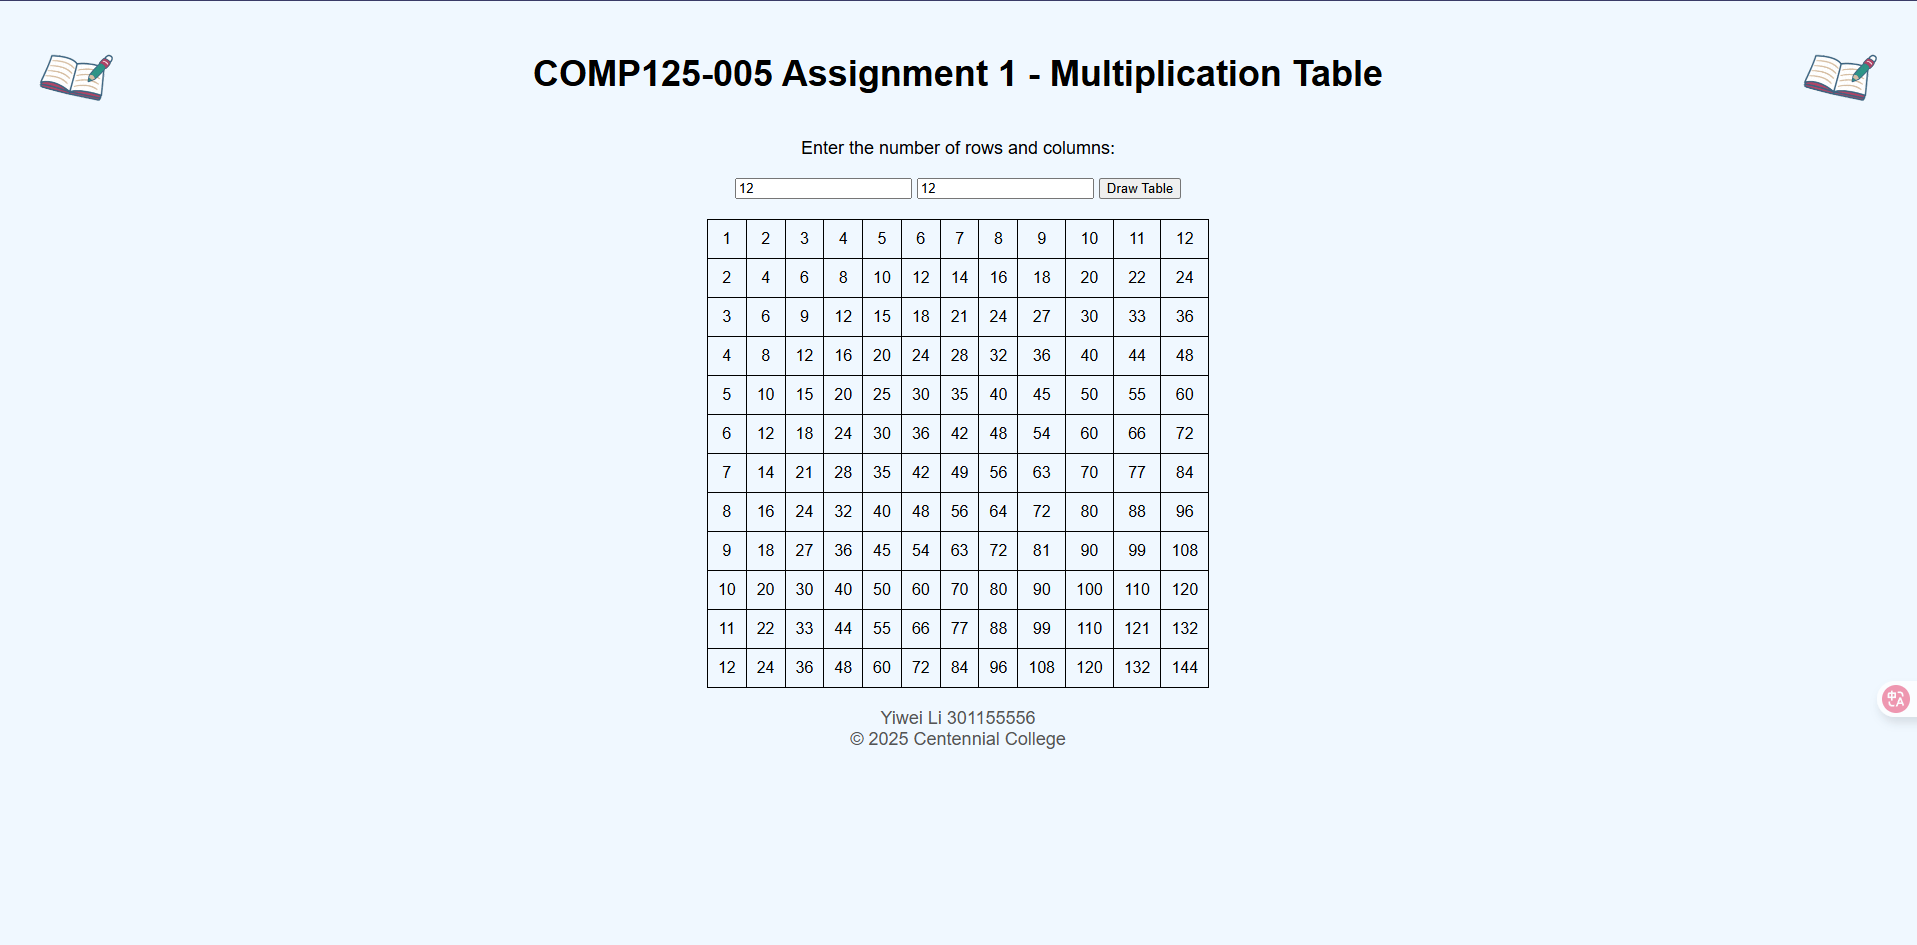 COMP125-005 Assignment 1 - Multiplication Table
Enter the number of rows and columns:
12 12 Draw Table
1 2 3 4 5 6 7 8 9 10 11 12
2 4 6 8 10 12 14 16 18 20 22 24
3 6 9 12 15 18 21 24 27 30 33 36
4 8 12 16 20 24 28 32 36 40 44 48
5 10 15 20 25 30 35 40 45 50 55 60
6 12 18 24 30 36 42 48 54 60 66 72
7 14 21 28 35 42 49 56 63 70 77 84
8 16 24 32 40 48 56 64 72 80 88 96
9 18 27 36 45 54 63 72 81 90 99 108
10 20 30 40 50 60 70 80 90 100 110 120
11 22 33 44 55 66 77 88 99 110 121 132
12 24 36 48 60 72 84 96 108 120 132 144
中A
Yiwei Li 301155556
© 2025 Centennial College